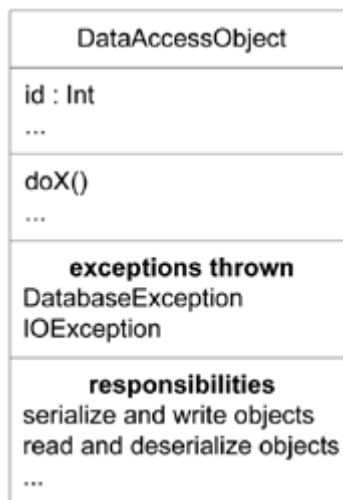 DataAccessObject
id : Int
...
doX()
...
exceptions thrown
DatabaseException
IOException
responsibilities
serialize and write objects
read and deserialize objects
...